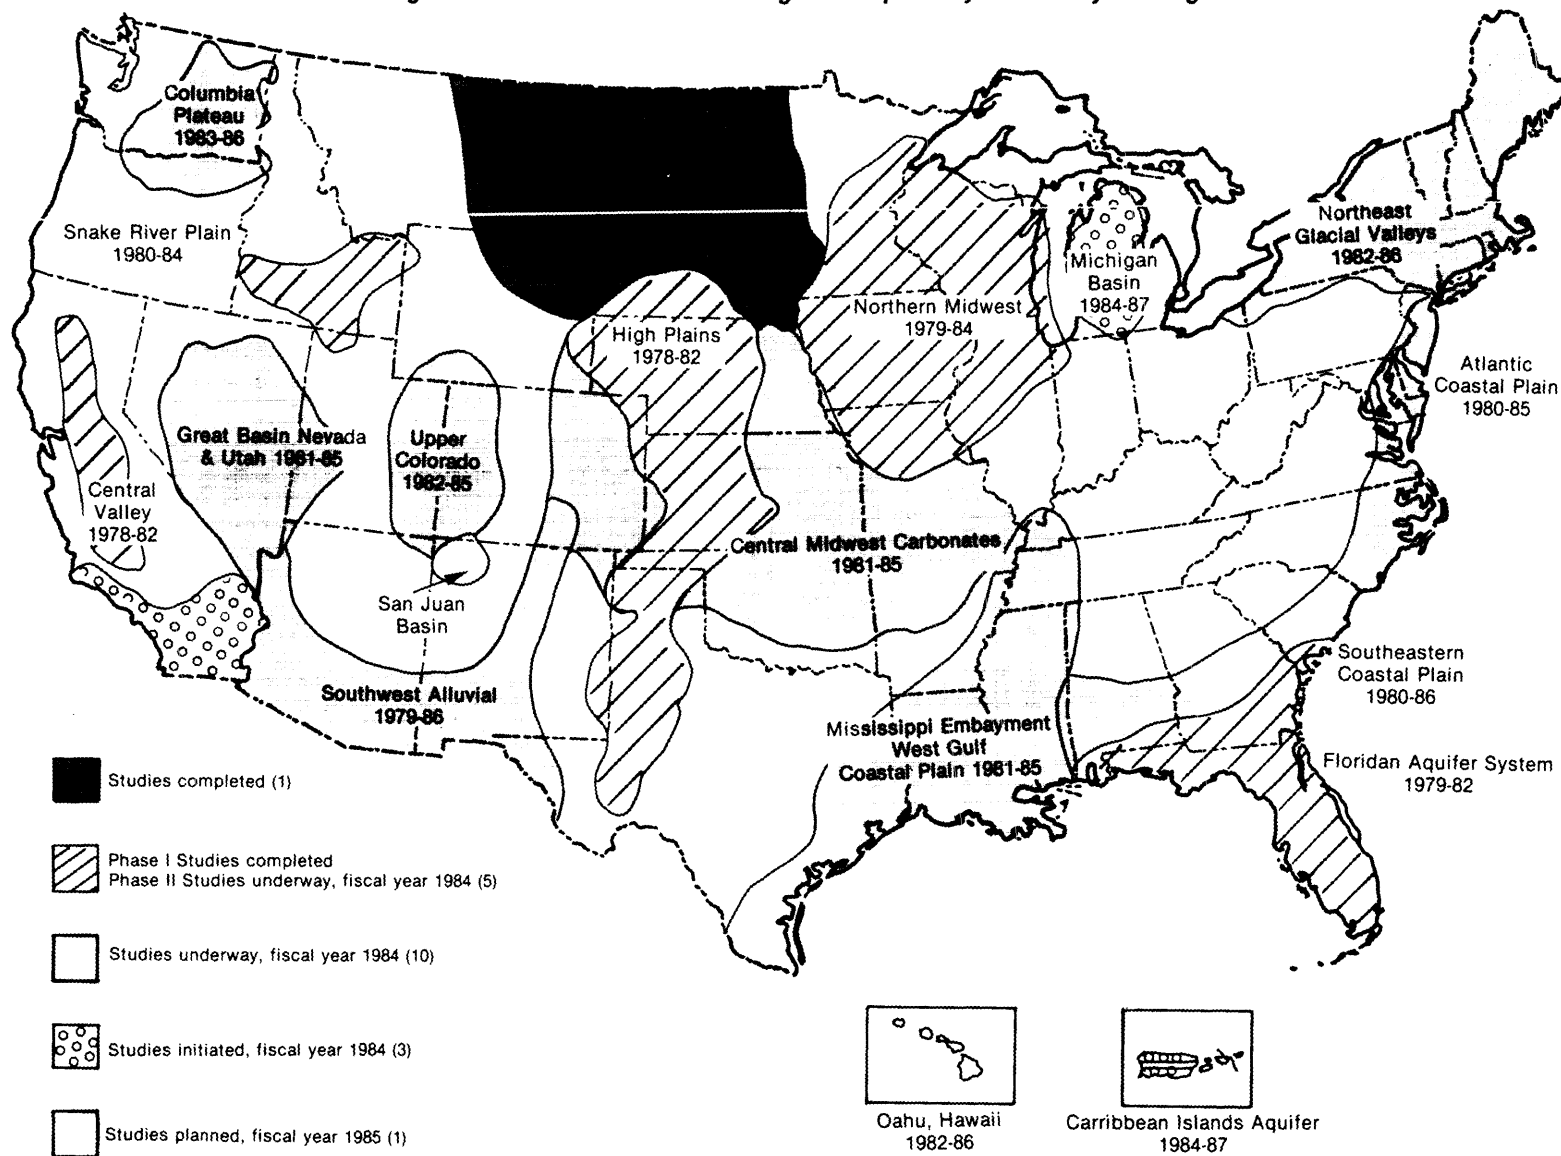 Columbia
Plateau
1983-86
Snake River Plain
1980-84
High Plains
1978-82
Northern Midwest
1979-84
Michigan
Basin
1984-87
Northeast
Glacial Valleys
1982-86
Atlantic
Coastal Plain
1980-85
Great Basin Nevada
& Utah 1981-85
Upper
Colorado
1982-85
Central
Valley
1978-82
Central Midwest Carbonates
1981-85
San Juan
Basin
Southwest Alluvial
1979-86
Mississippi Embayment
West Gulf
Coastal Plain 1981-85
Southeastern
Coastal Plain
1980-86
Floridan Aquifer System
1979-82
Studies completed (1)
Phase I Studies completed
Phase II Studies underway, fiscal year 1984 (5)
Studies underway, fiscal year 1984 (10)
Studies initiated, fiscal year 1984 (3)
Studies planned, fiscal year 1985 (1)
Oahu, Hawaii
1982-86
Carribbean Islands Aquifer
1984-87